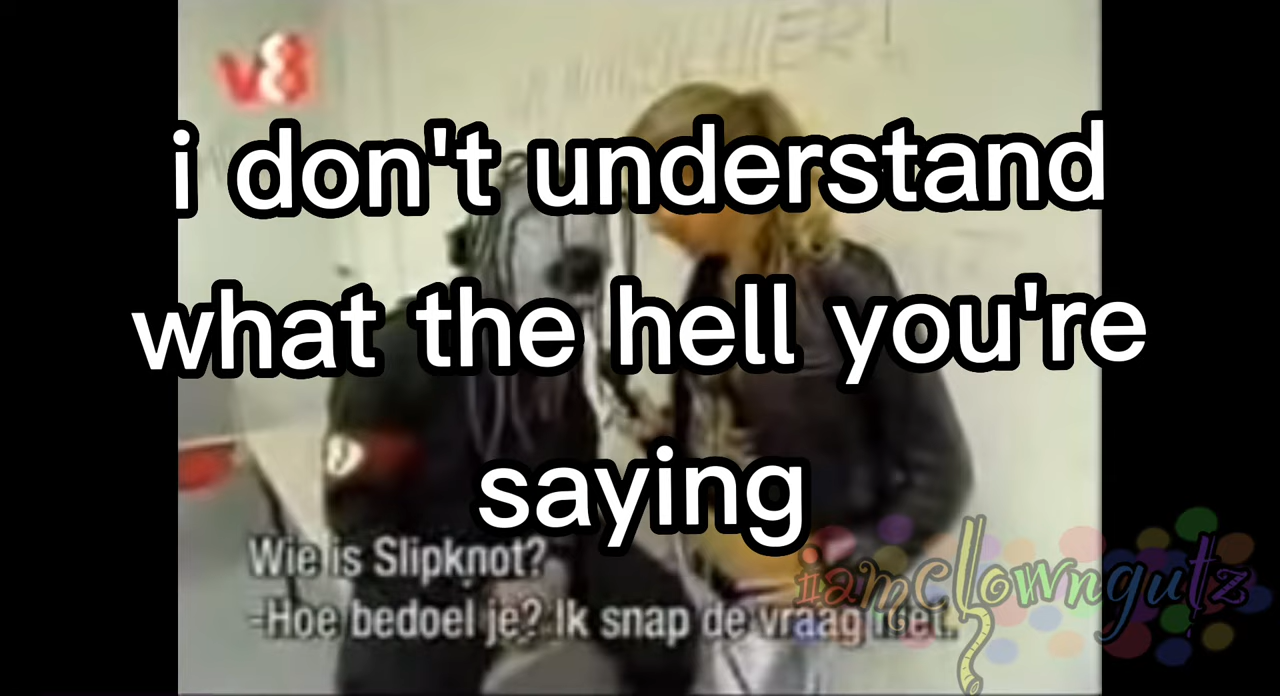 v8
i don't understand
what the hell you're
saying
Wie is Slipknot?
-Hoe bedoel je? Ik snap de vraag niet.
iamclowngutz